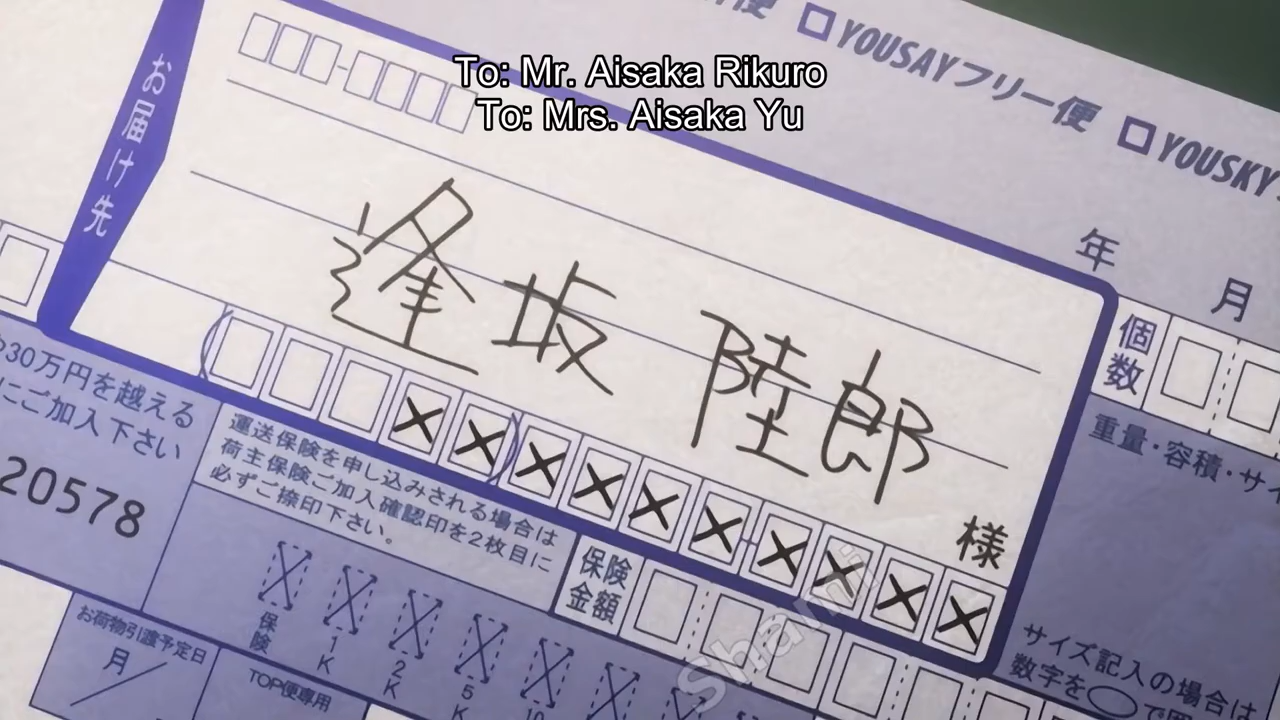 To: Mr. Aisaka Rikuro
To: Mrs. Aisaka Yu
便 □YOUSAYフリー便 □YOUSKY
お届け先
年 月
逢坂 陸郎
様
個数
重量・容積・サイ
30万円を越える
にご加入下さい
20578
運送保険を申し込みされる場合は
荷主保険ご加入確認印を2枚目に
必ずご捺印下さい。
保険金額
保険 1K 2K 5K 10
サイズ記入の場合は
数字を○で
お荷物引渡予定日
月/
TOP便専用
Shami